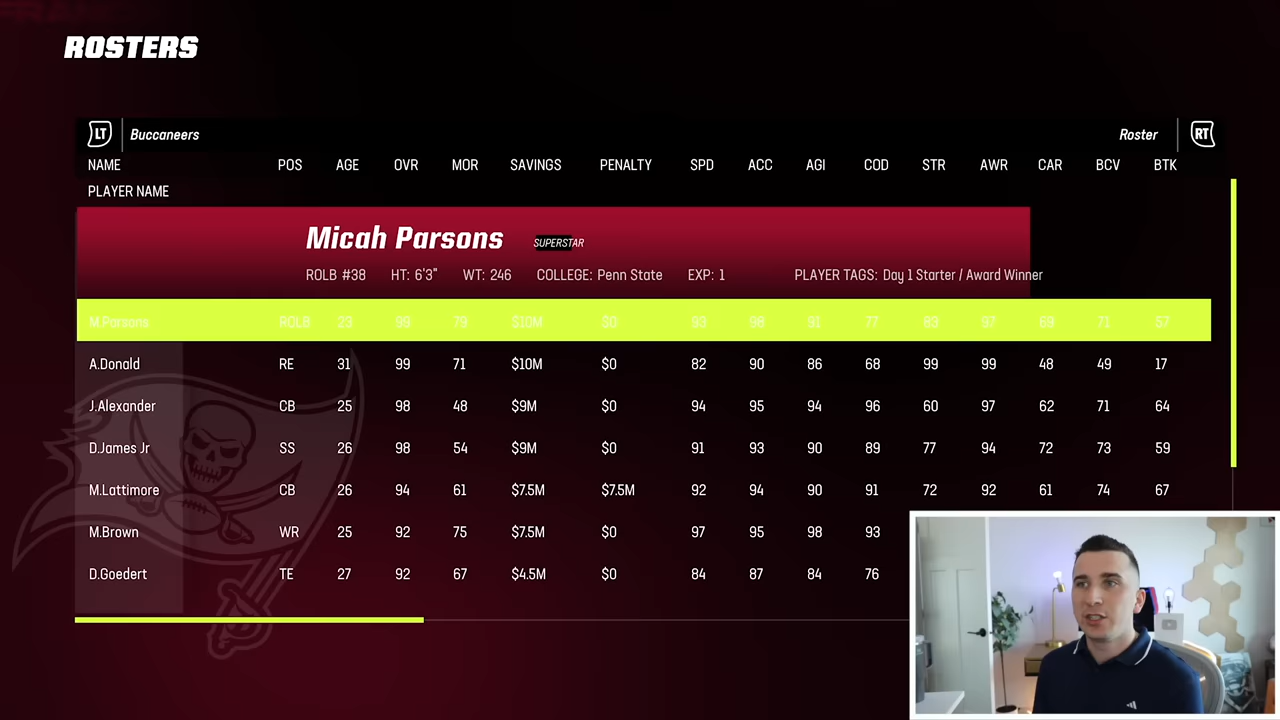 ROSTERS
LT Buccaneers Roster RT
NAME POS AGE OVR MOR SAVINGS PENALTY SPD ACC AGI COD STR AWR CAR BCV BTK
PLAYER NAME
Micah Parsons SUPERSTAR
ROLB #38 HT: 6'3" WT: 246 COLLEGE: Penn State EXP: 1 PLAYER TAGS: Day 1 Starter / Award Winner
M.Parsons ROLB 23 99 79 $10M $0 93 98 91 77 83 97 69 71 57
A.Donald RE 31 99 71 $10M $0 82 90 86 68 99 99 48 49 17
J.Alexander CB 25 98 48 $9M $0 94 95 94 96 60 97 62 71 64
D.James Jr SS 26 98 54 $9M $0 91 93 90 89 77 94 72 73 59
M.Lattimore CB 26 94 61 $7.5M $7.5M 92 94 90 91 72 92 61 74 67
M.Brown WR 25 92 75 $7.5M $0 97 95 98 93
D.Goedert TE 27 92 67 $4.5M $0 84 87 84 76